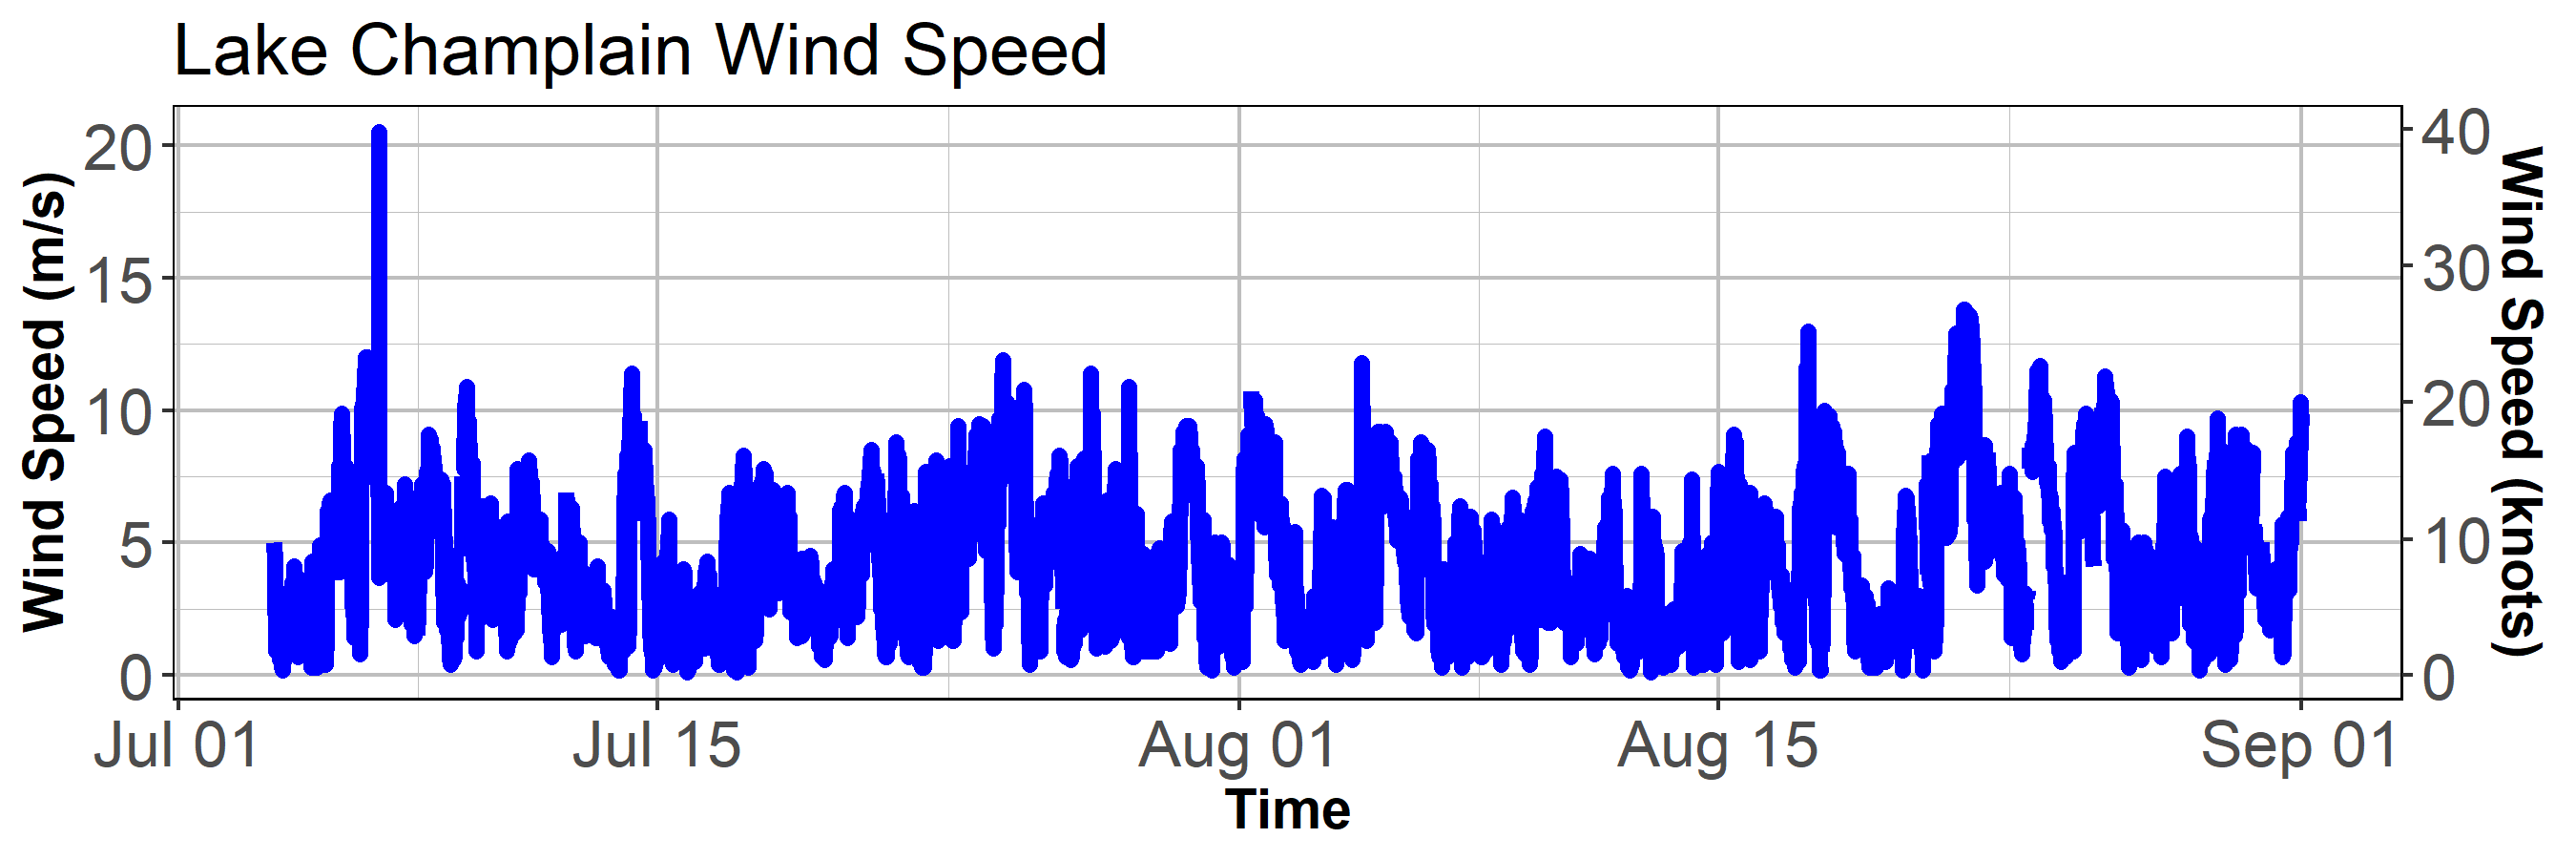 Lake Champlain Wind Speed
Wind Speed (m/s)
20
15
10
5
0
40
30
20
10
0
Wind Speed (knots)
Jul 01
Jul 15
Aug 01
Aug 15
Sep 01
Time